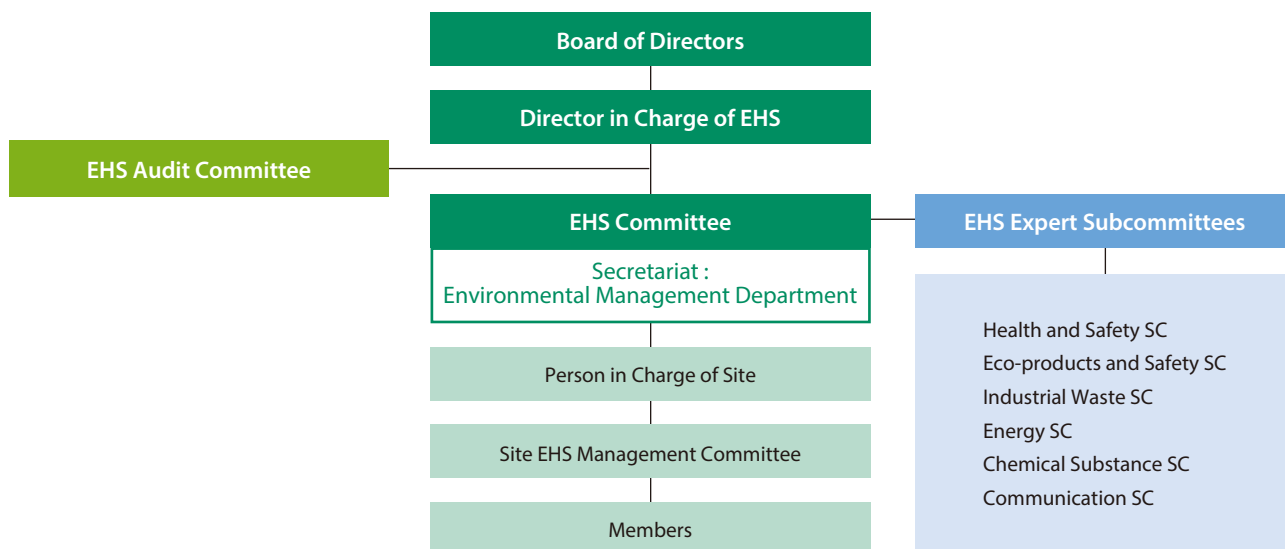 Board of Directors
Director in Charge of EHS
EHS Audit Committee
EHS Committee
EHS Expert Subcommittees
Secretariat :
Environmental Management Department
Health and Safety SC
Eco-products and Safety SC
Industrial Waste SC
Energy SC
Chemical Substance SC
Communication SC
Person in Charge of Site
Site EHS Management Committee
Members